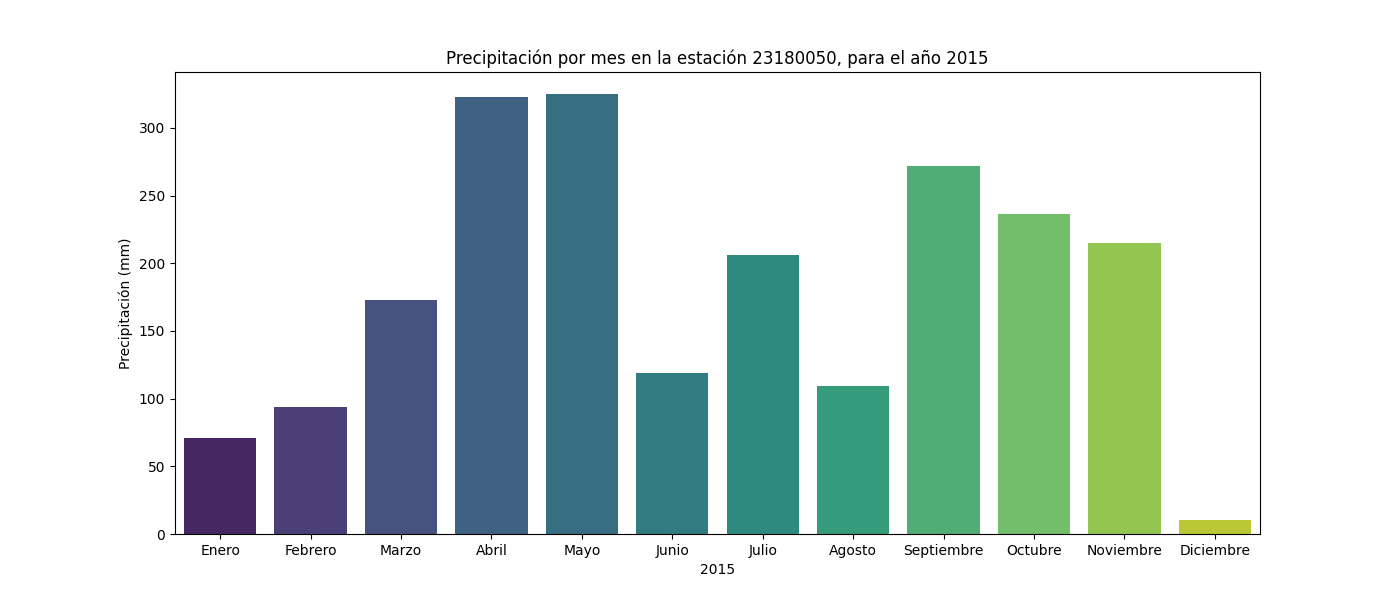 Precipitación por mes en la estación 23180050, para el año 2015
Precipitación (mm)
300
250
200
150
100
50
0
Enero Febrero Marzo Abril Mayo Junio Julio Agosto Septiembre Octubre Noviembre Diciembre
2015